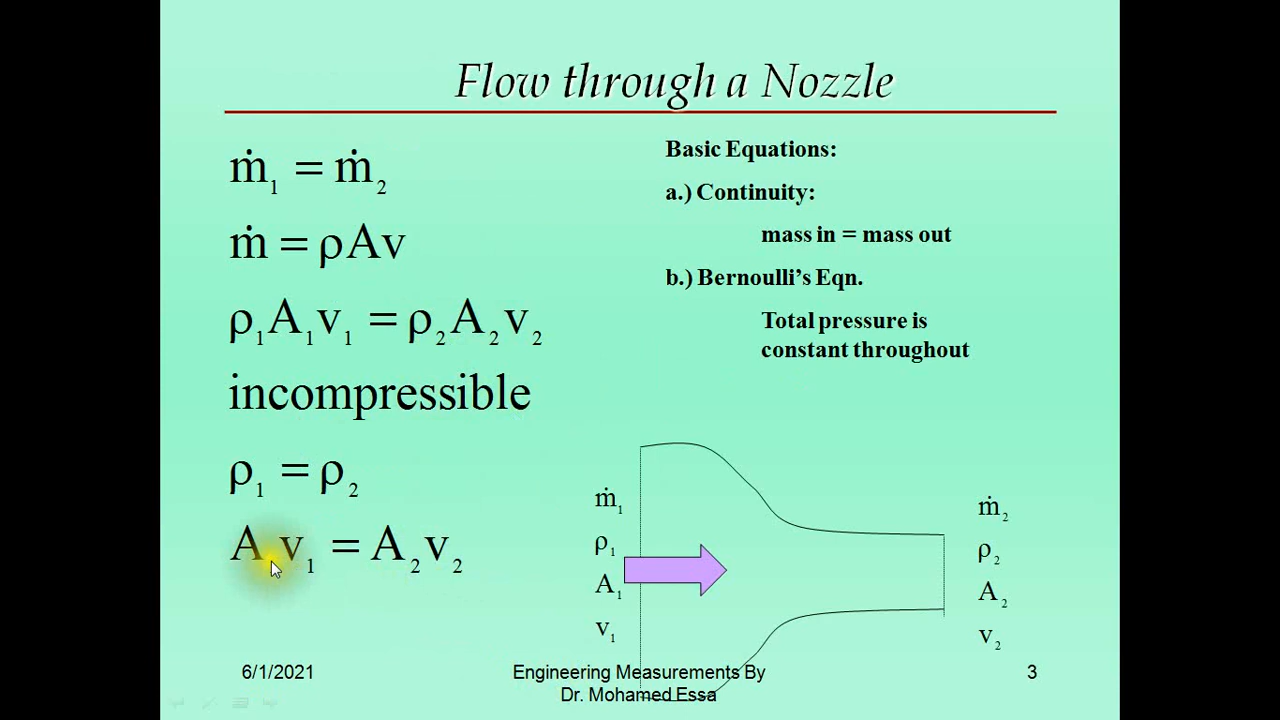 Flow through a Nozzle
ṁ₁ = ṁ₂
ṁ = ρAv
ρ₁A₁v₁ = ρ₂A₂v₂
incompressible
ρ₁ = ρ₂
A v₁ = A₂v₂
Basic Equations:
a.) Continuity:
mass in = mass out
b.) Bernoulli’s Eqn.
Total pressure is
constant throughout
ṁ₁
ρ₁
A₁
v₁
ṁ₂
ρ₂
A₂
v₂
6/1/2021
Engineering Measurements By
Dr. Mohamed Essa
3